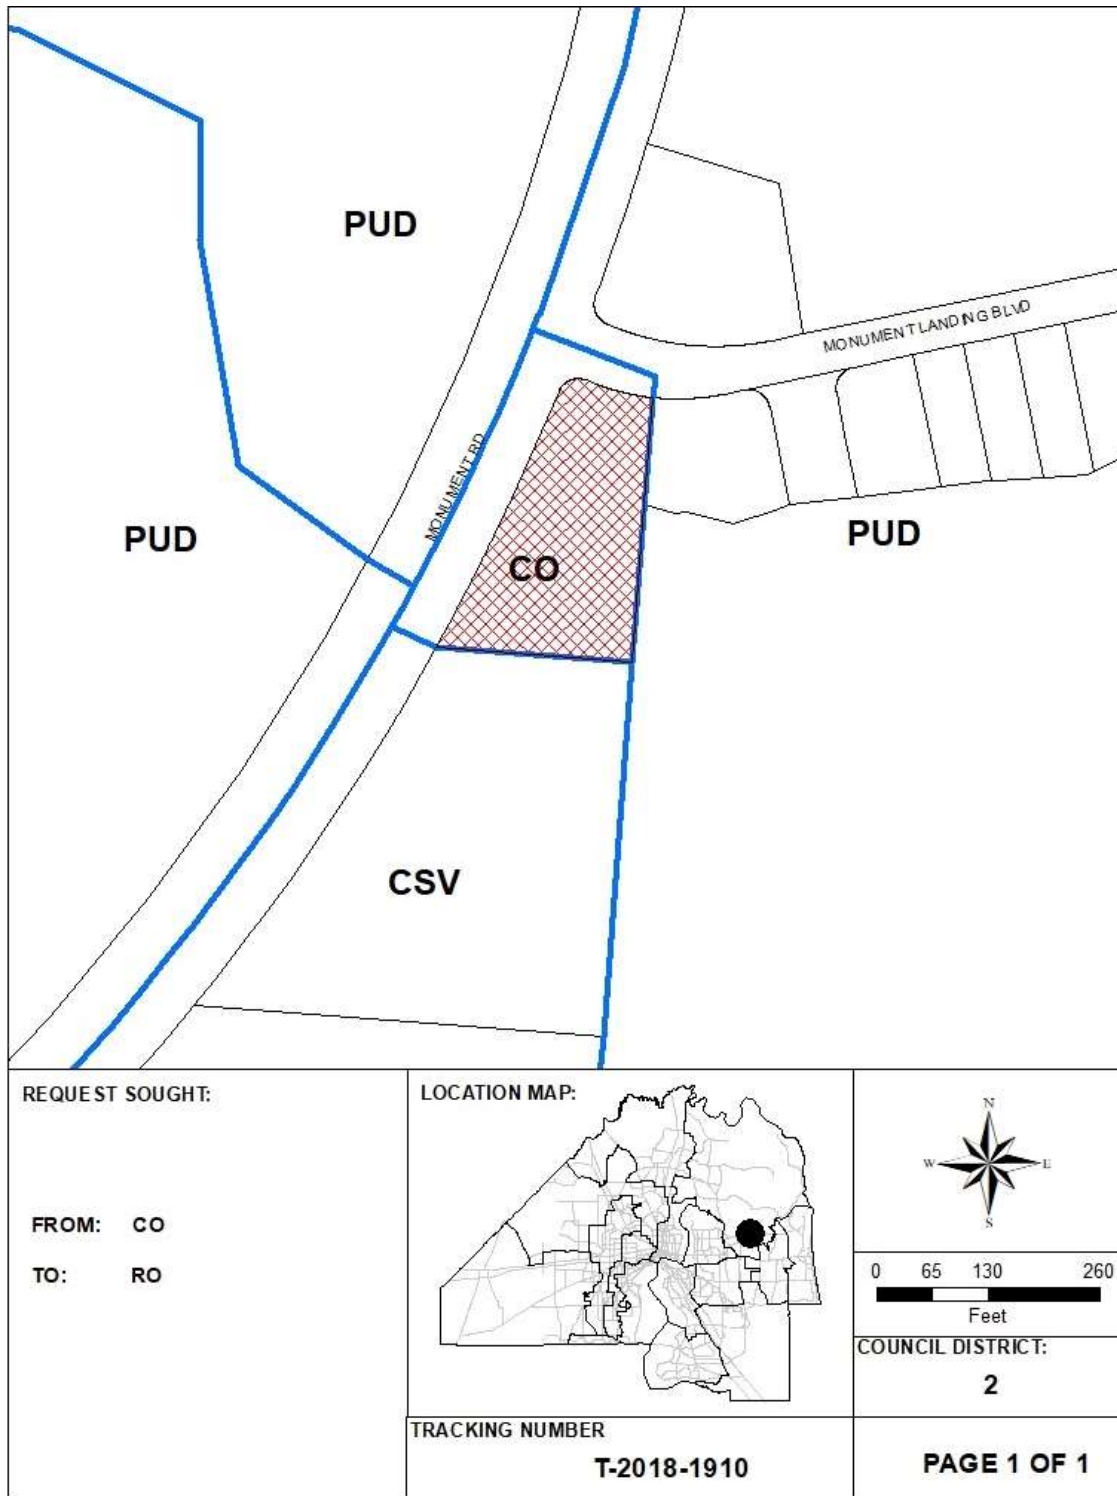 PUD
MONUMENT LANDING BLVD
MONUMENT RD
PUD
PUD
CO
CSV
REQUEST SOUGHT:
FROM: CO
TO: RO
LOCATION MAP:
N
W E
S
0 65 130 260
Feet
COUNCIL DISTRICT:
2
TRACKING NUMBER
T-2018-1910
PAGE 1 OF 1